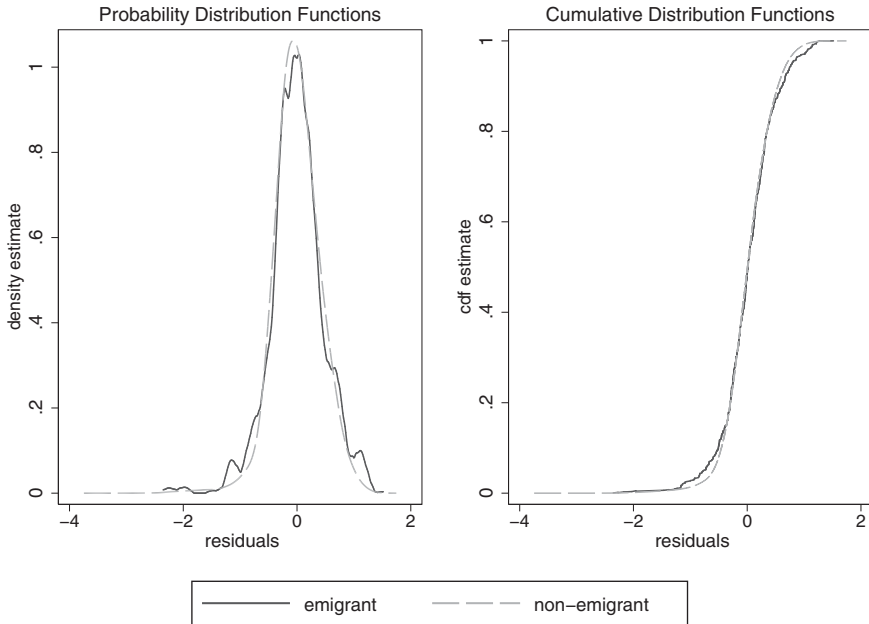 Probability Distribution Functions
density estimate
0
.2
.4
.6
.8
1
−4
−2
0
2
residuals
Cumulative Distribution Functions
cdf estimate
0
.2
.4
.6
.8
1
−4
−2
0
2
residuals
emigrant
non−emigrant